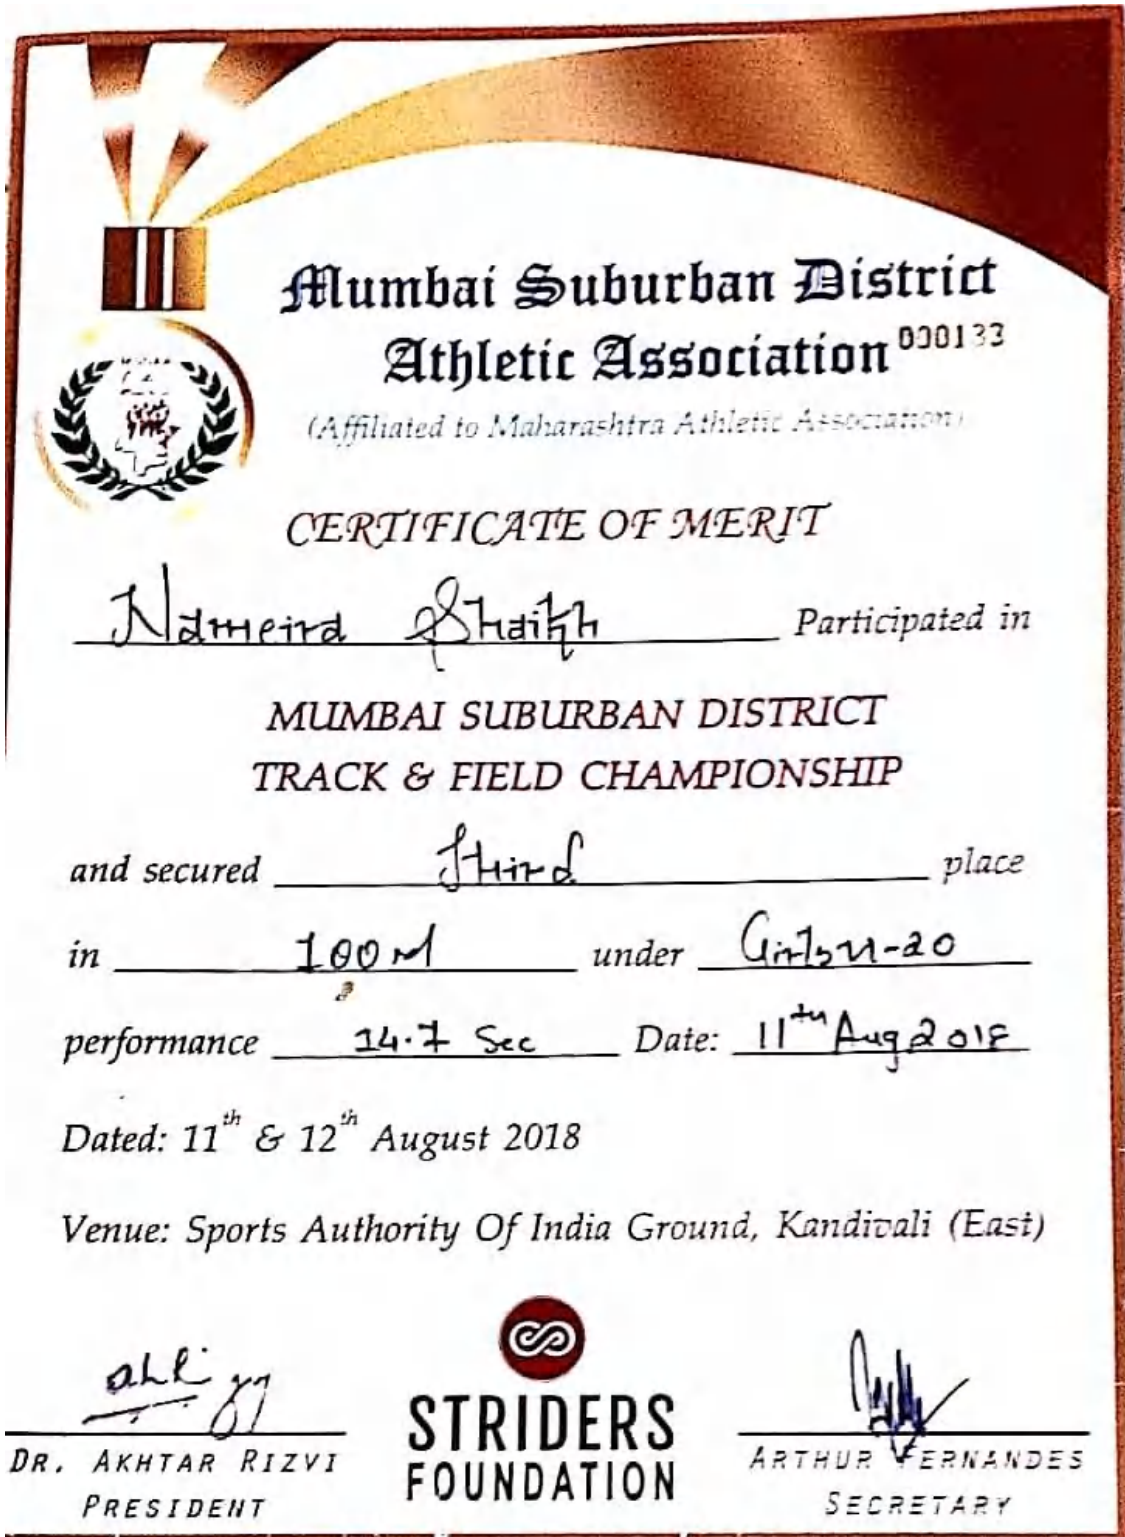 Mumbai Suburban District
Athletic Association 000133
(Affiliated to Maharashtra Athletic Association)
CERTIFICATE OF MERIT
Nameira Shaikh Participated in
MUMBAI SUBURBAN DISTRICT
TRACK & FIELD CHAMPIONSHIP
and secured Third place
in 100 M under Girls U-20
performance 14.7 Sec Date: 11th Aug 2018
Dated: 11th & 12th August 2018
Venue: Sports Authority Of India Ground, Kandivali (East)
STRIDERS
FOUNDATION
DR. AKHTAR RIZVI
PRESIDENT
ARTHUR FERNANDES
SECRETARY